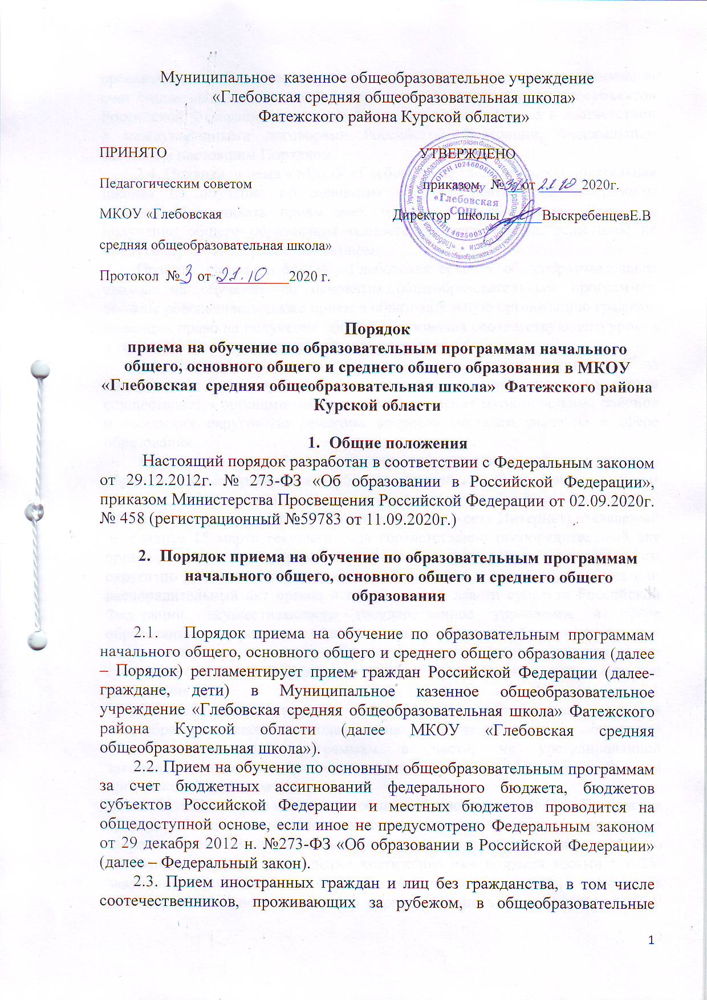 Муниципальное казенное общеобразовательное учреждение
«Глебовская средняя общеобразовательная школа»
Фатежского района Курской области»
ПРИНЯТО
УТВЕРЖДЕНО
Педагогическим советом
приказом № от 21.10 2020г.
МКОУ «Глебовская
Директор школы ВыскребенцевЕ.В
средняя общеобразовательная школа»
Протокол № 3 от 21.10 2020 г.
МКОУ
«Глебовская
СОШ»
ИНН 4625003796
Порядок
приема на обучение по образовательным программам начального
общего, основного общего и среднего общего образования в МКОУ
«Глебовская средняя общеобразовательная школа» Фатежского района
Курской области
1. Общие положения
Настоящий порядок разработан в соответствии с Федеральным законом
от 29.12.2012г. № 273-ФЗ «Об образовании в Российской Федерации»,
приказом Министерства Просвещения Российской Федерации от 02.09.2020г.
№ 458 (регистрационный №59783 от 11.09.2020г.)
2. Порядок приема на обучение по образовательным программам
начального общего, основного общего и среднего общего
образования
2.1. Порядок приема на обучение по образовательным программам
начального общего, основного общего и среднего общего образования (далее
– Порядок) регламентирует прием граждан Российской Федерации (далее-
граждане, дети) в Муниципальное казенное общеобразовательное
учреждение «Глебовская средняя общеобразовательная школа» Фатежского
района Курской области (далее МКОУ «Глебовская средняя
общеобразовательная школа»).
2.2. Прием на обучение по основным общеобразовательным программам
за счет бюджетных ассигнований федерального бюджета, бюджетов
субъектов Российской Федерации и местных бюджетов проводится на
общедоступной основе, если иное не предусмотрено Федеральным законом
от 29 декабря 2012 н. №273-ФЗ «Об образовании в Российской Федерации»
(далее – Федеральный закон).
2.3. Прием иностранных граждан и лиц без гражданства, в том числе
соотечественников, проживающих за рубежом, в общеобразовательные
1